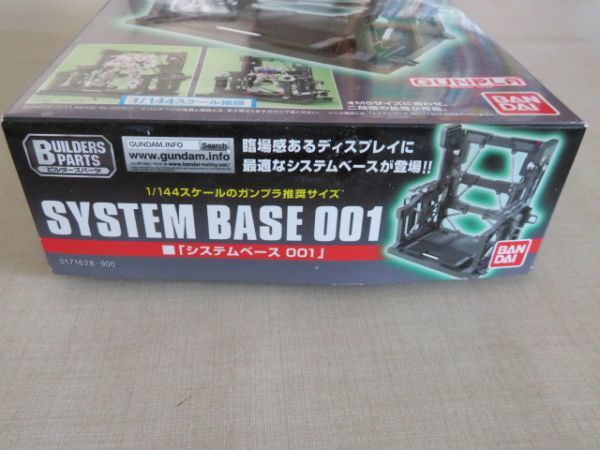 GUNPLA
BAN
DAI
1/144スケール推奨
BUILDERS
PARTS
ビルダーズパーツ
GUNDAM.INFO
Search
www.gundam.info
臨場感あるディスプレイに
最適なシステムベースが登場!!
1/144スケールのガンプラ推奨サイズ
SYSTEM BASE 001
「システムベース 001」
BAN
DAI
0171628-900